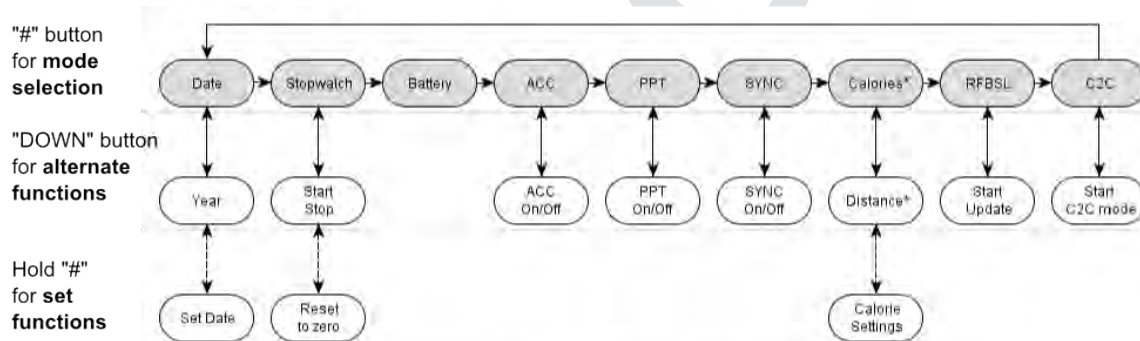 "#" button
for mode
selection
Date
Stopwatch
Battery
ACC
PPT
SYNC
Calories*
RFBSL
C2C
"DOWN" button
for alternate
functions
Year
Start
Stop
ACC
On/Off
PPT
On/Off
SYNC
On/Off
Distance*
Start
Update
Start
C2C mode
Hold "#"
for set
functions
Set Date
Reset
to zero
Calorie
Settings